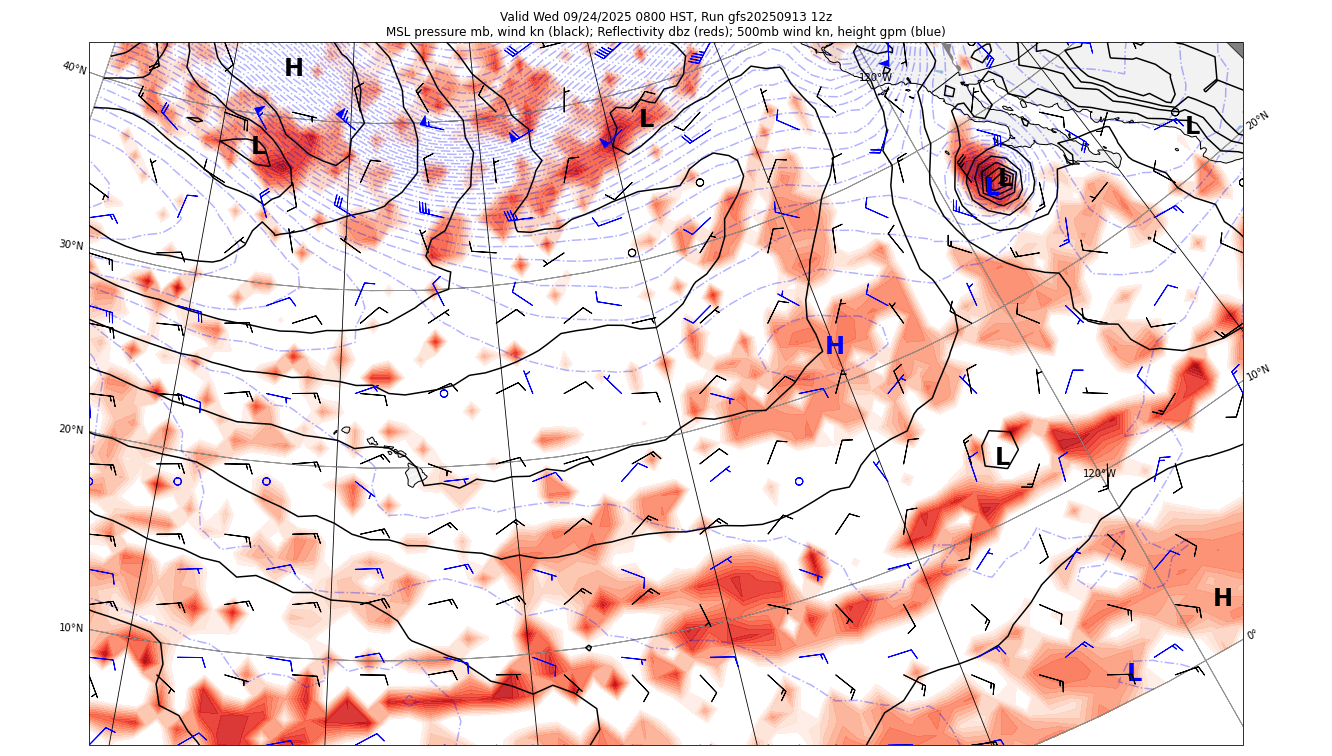 Valid Wed 09/24/2025 0800 HST, Run gfs20250913 12z
MSL pressure mb, wind kn (black); Reflectivity dbz (reds); 500mb wind kn, height gpm (blue)
40°N
H
130°W
20°N
L
L
L
L
L
30°N
H
10°N
20°N
L
120°W
10°N
H
0°
L